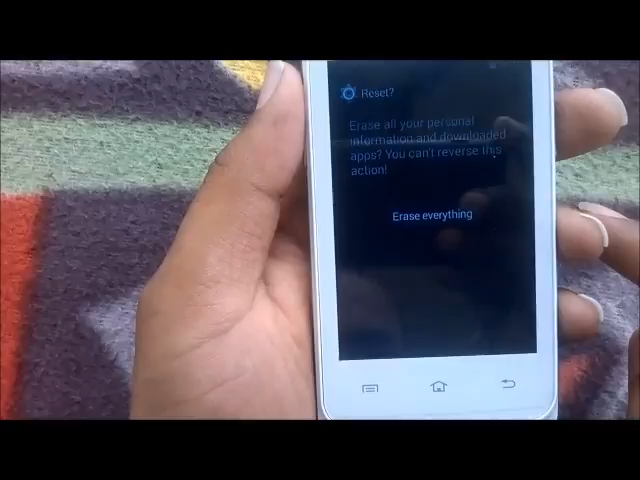 Reset?
Erase all your personal
information and downloaded
apps? You can't reverse this
action!
Erase everything